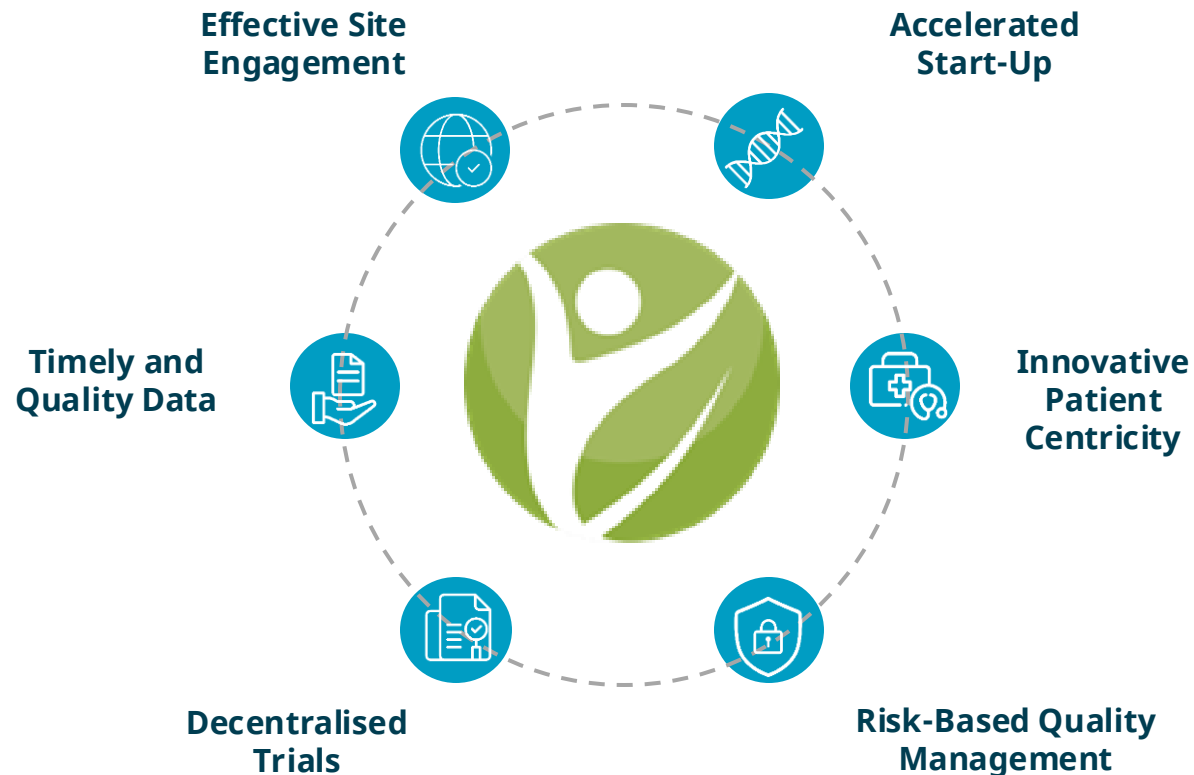 Effective Site
Engagement
Accelerated
Start-Up
Timely and
Quality Data
Innovative
Patient
Centricity
Decentralised
Trials
Risk-Based Quality
Management